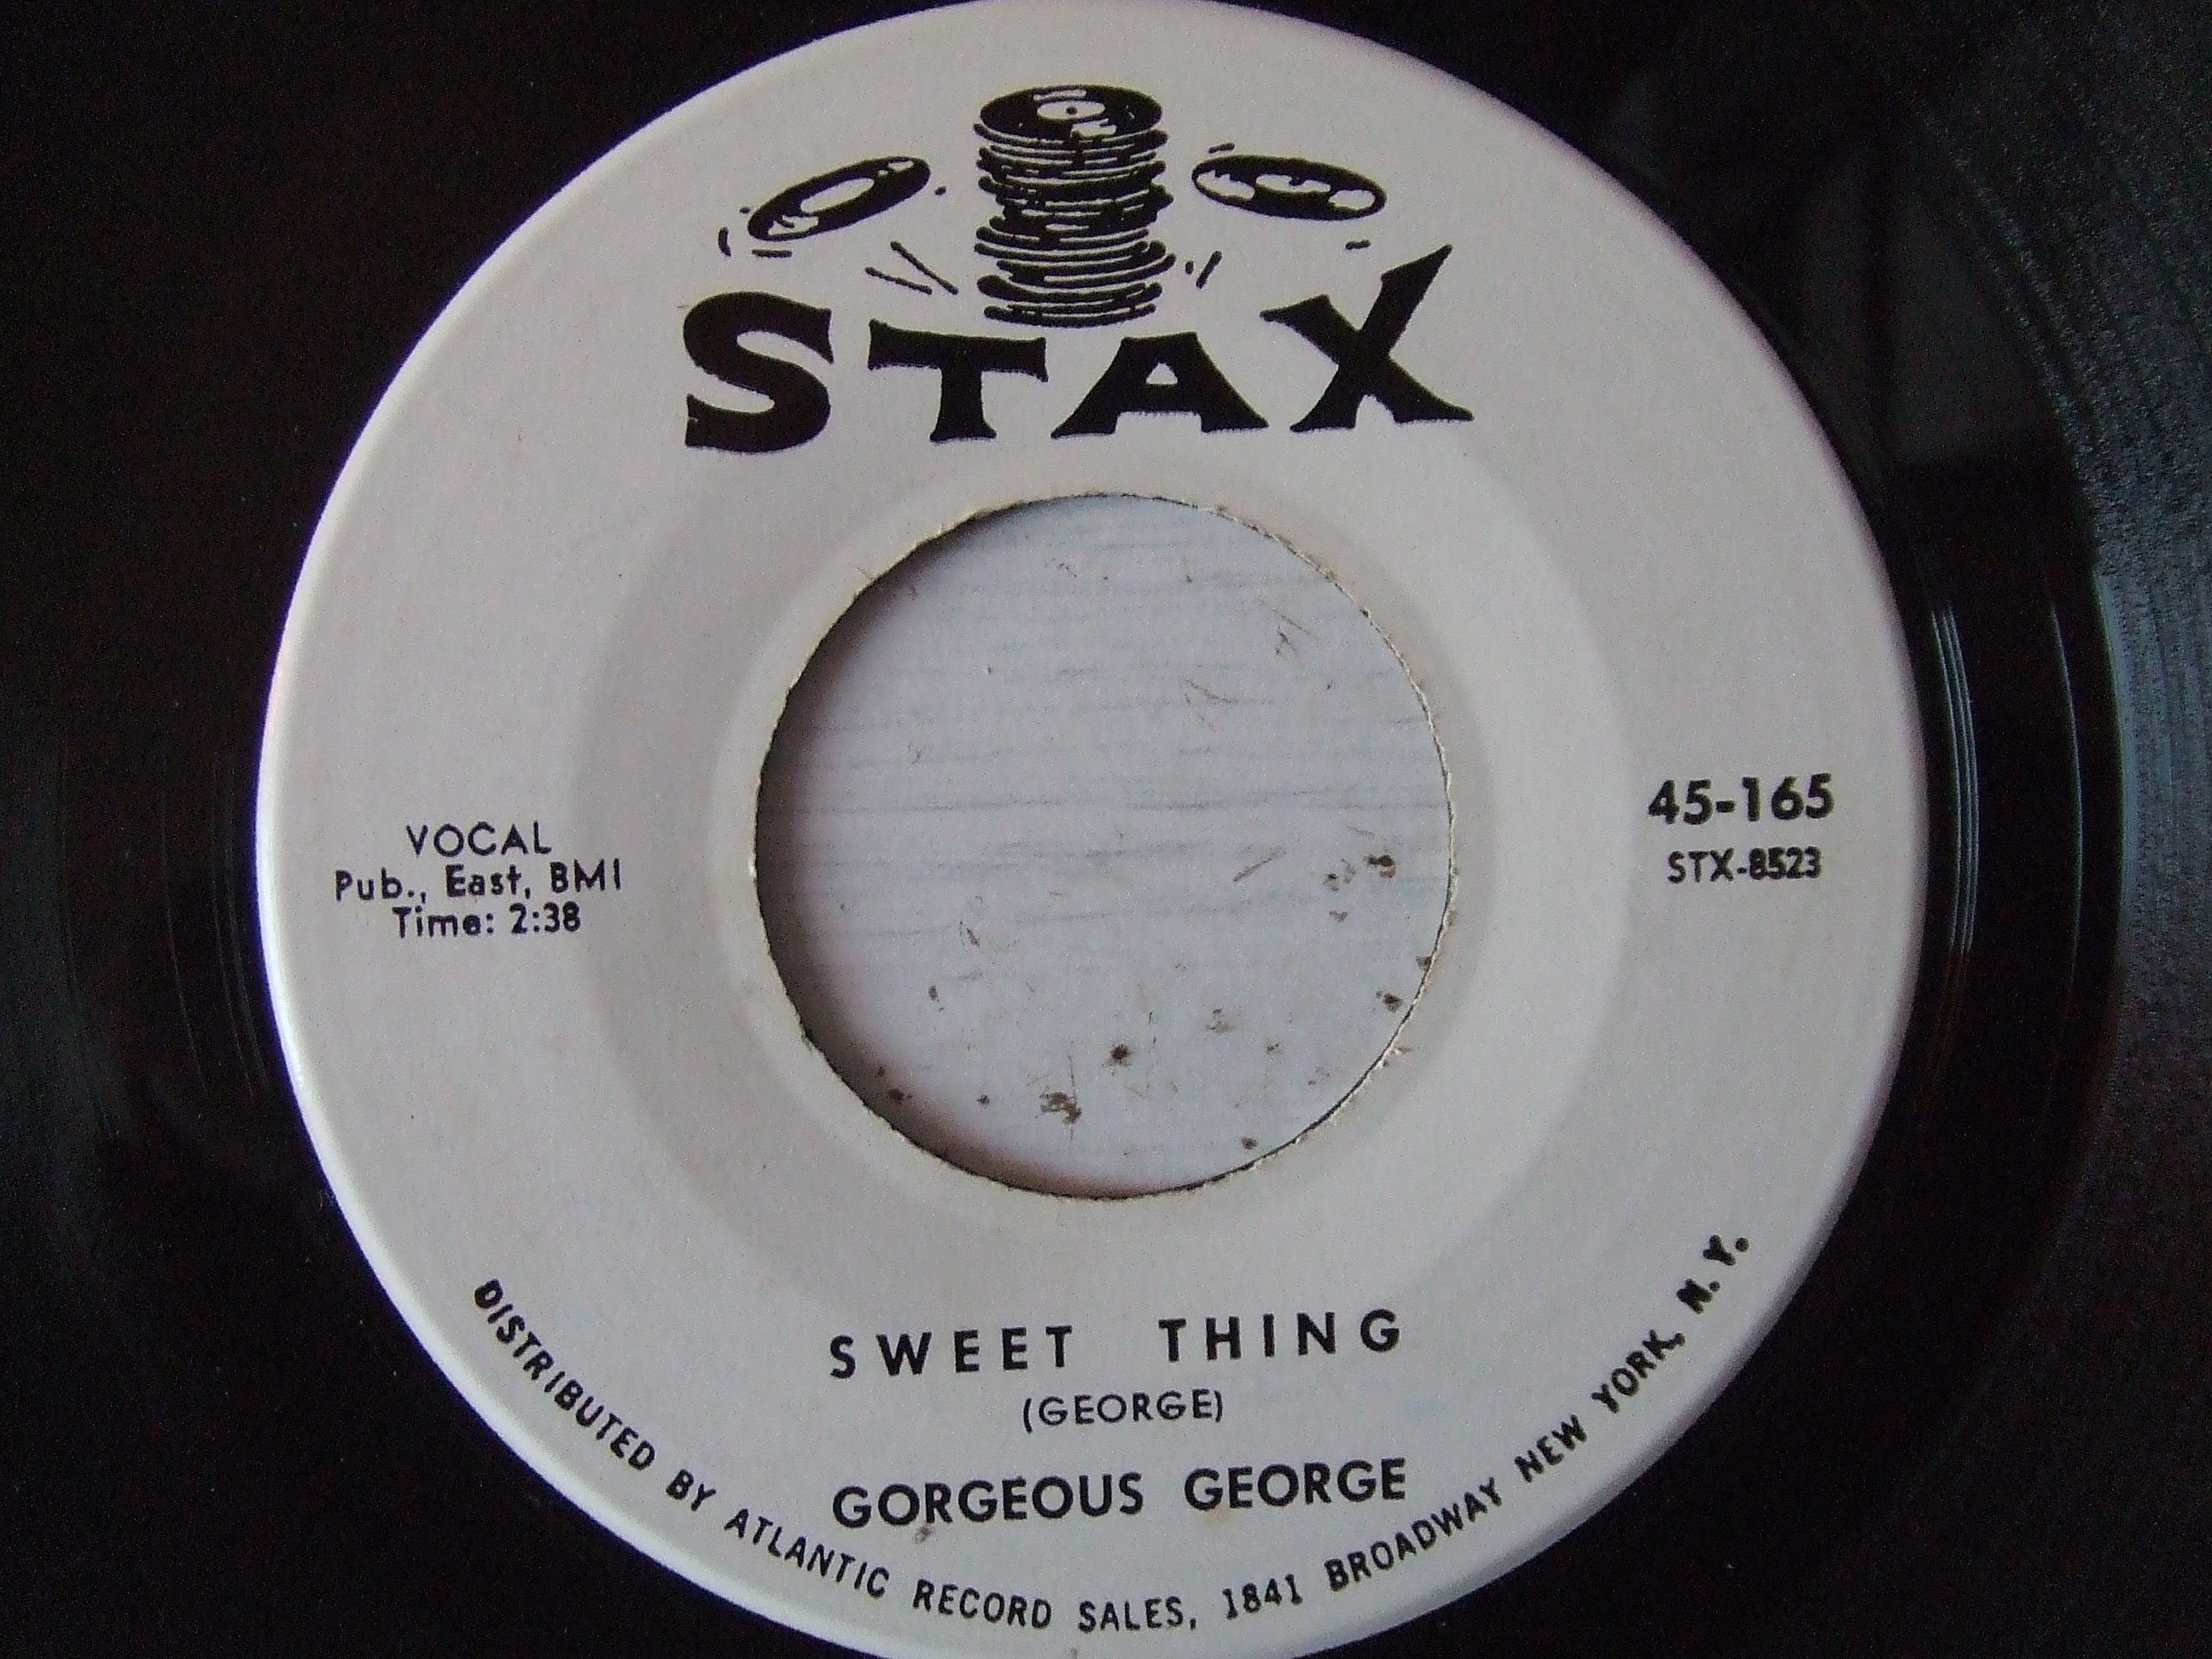 STAX
VOCAL
Pub., East, BMI
Time: 2:38
45-165
STX-8523
SWEET THING
(GEORGE)
GORGEOUS GEORGE
DISTRIBUTED BY ATLANTIC RECORD SALES, 1841 BROADWAY NEW YORK, N.Y.